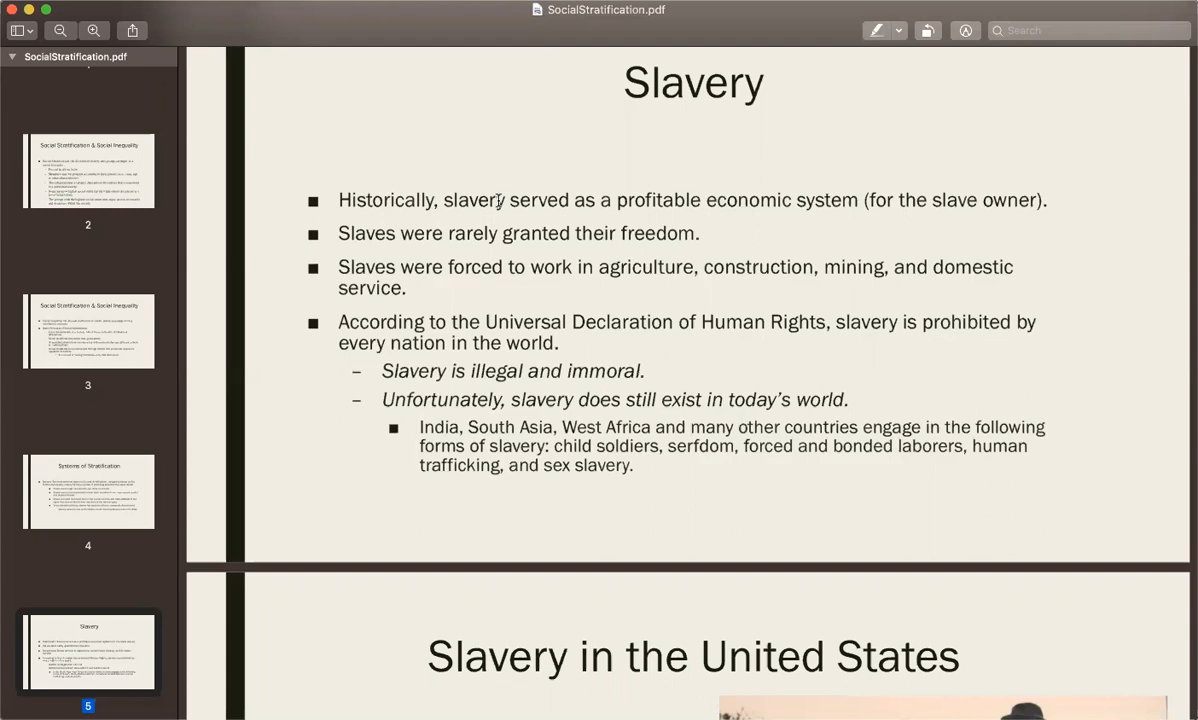 SocialStratification.pdf
Search
SocialStratification.pdf
Social Stratification & Social Inequality
2
Social Stratification & Social Inequality
3
Systems of Stratification
4
Slavery
5
Slavery
■ Historically, slavery served as a profitable economic system (for the slave owner).
■ Slaves were rarely granted their freedom.
■ Slaves were forced to work in agriculture, construction, mining, and domestic
service.
■ According to the Universal Declaration of Human Rights, slavery is prohibited by
every nation in the world.
– Slavery is illegal and immoral.
– Unfortunately, slavery does still exist in today's world.
■ India, South Asia, West Africa and many other countries engage in the following
forms of slavery: child soldiers, serfdom, forced and bonded laborers, human
trafficking, and sex slavery.
Slavery in the United States